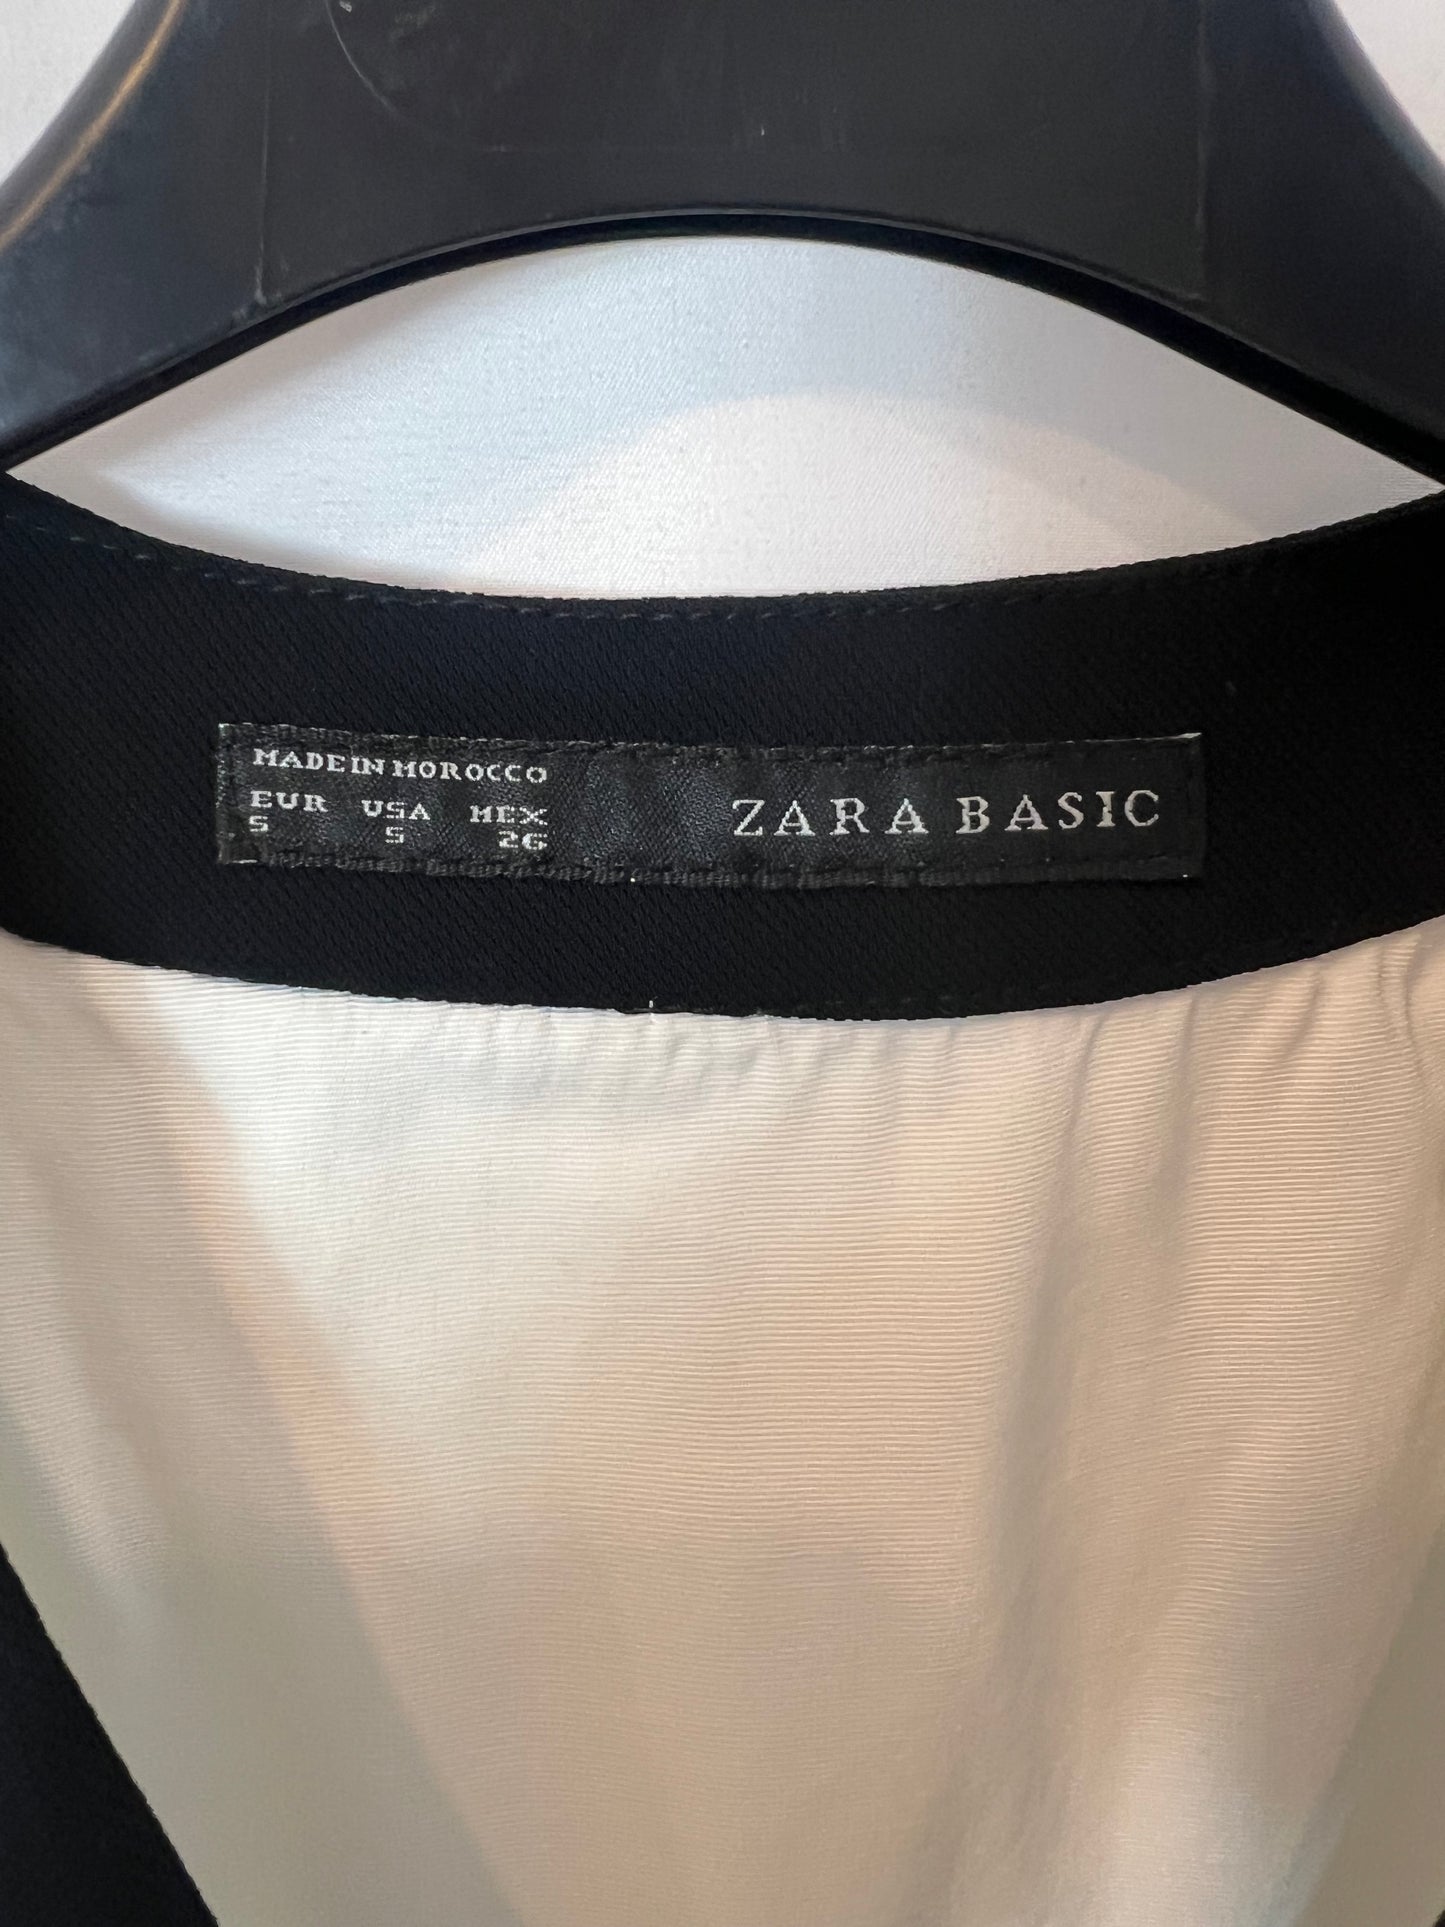 MADE IN MOROCCO
EUR USA MEX
S S 26
ZARA BASIC